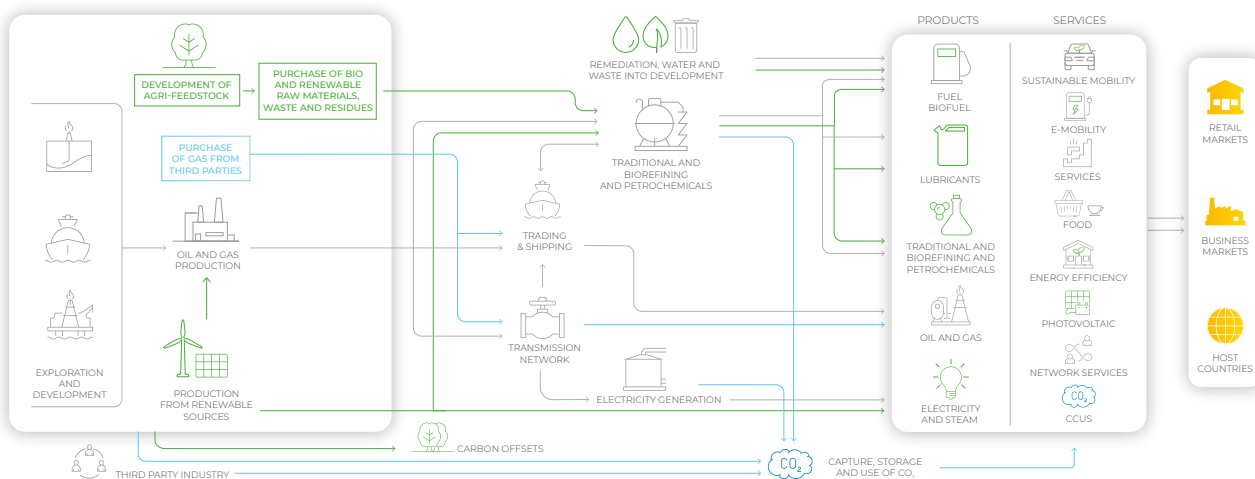 PRODUCTS
SERVICES
DEVELOPMENT OF
AGRI-FEEDSTOCK
PURCHASE OF BIO
AND RENEWABLE
RAW MATERIALS,
WASTE AND RESIDUES
REMEDIATION, WATER AND
WASTE INTO DEVELOPMENT
PURCHASE
OF GAS FROM
THIRD PARTIES
TRADITIONAL AND
BIOREFINING
AND PETROCHEMICALS
OIL AND GAS
PRODUCTION
TRADING
& SHIPPING
TRANSMISSION
NETWORK
EXPLORATION
AND
DEVELOPMENT
PRODUCTION
FROM RENEWABLE
SOURCES
ELECTRICITY GENERATION
CARBON OFFSETS
THIRD PARTY INDUSTRY
CO2
CAPTURE, STORAGE
AND USE OF CO,
FUEL
BIOFUEL
LUBRICANTS
TRADITIONAL AND
BIOREFINING AND
PETROCHEMICALS
OIL AND GAS
ELECTRICITY
AND STEAM
SUSTAINABLE MOBILITY
E-MOBILITY
SERVICES
FOOD
ENERGY EFFICIENCY
PHOTOVOLTAIC
NETWORK SERVICES
CO2
CCUS
RETAIL
MARKETS
BUSINESS
MARKETS
HOST
COUNTRIES